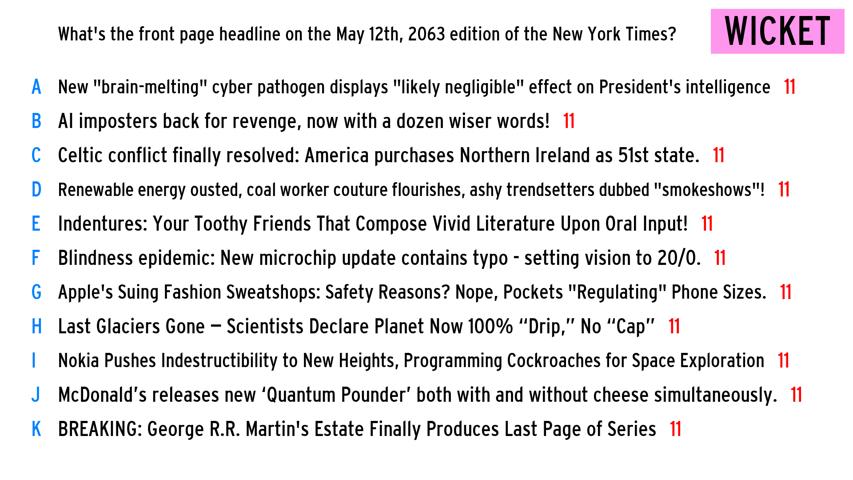 What's the front page headline on the May 12th, 2063 edition of the New York Times?
WICKET
A New "brain-melting" cyber pathogen displays "likely negligible" effect on President's intelligence 11
B AI imposters back for revenge, now with a dozen wiser words! 11
C Celtic conflict finally resolved: America purchases Northern Ireland as 51st state. 11
D Renewable energy ousted, coal worker couture flourishes, ashy trendsetters dubbed "smokeshows"! 11
E Indentures: Your Toothy Friends That Compose Vivid Literature Upon Oral Input! 11
F Blindness epidemic: New microchip update contains typo - setting vision to 20/0. 11
G Apple's Suing Fashion Sweatshops: Safety Reasons? Nope, Pockets "Regulating" Phone Sizes. 11
H Last Glaciers Gone – Scientists Declare Planet Now 100% “Drip,” No “Cap” 11
I Nokia Pushes Indestructibility to New Heights, Programming Cockroaches for Space Exploration 11
J McDonald’s releases new ‘Quantum Pounder’ both with and without cheese simultaneously. 11
K BREAKING: George R.R. Martin's Estate Finally Produces Last Page of Series 11